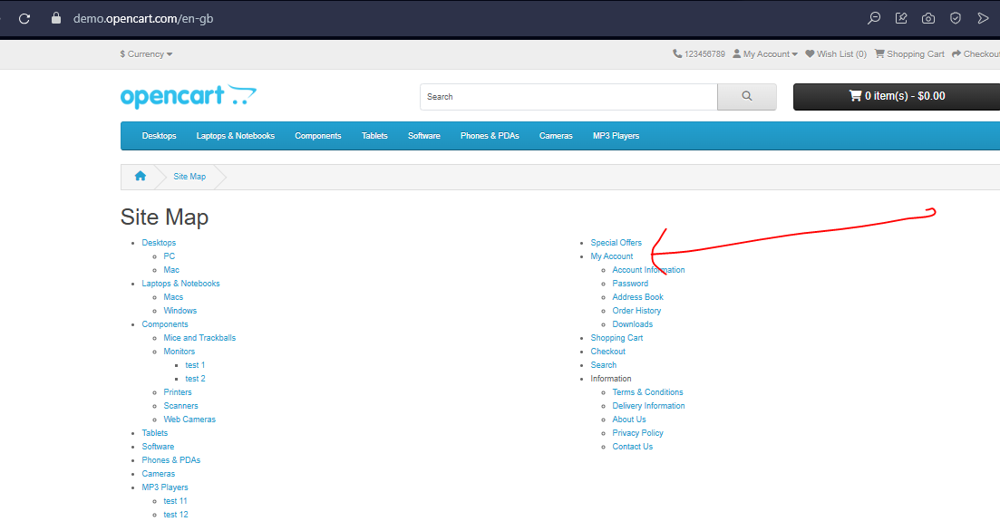 demo.opencart.com/en-gb
$ Currency 123456789 My Account Wish List (0) Shopping Cart Checkout
opencart Search 0 item(s) - $0.00
Desktops Laptops & Notebooks Components Tablets Software Phones & PDAs Cameras MP3 Players
Site Map
Site Map
Desktops
PC
Mac
Laptops & Notebooks
Macs
Windows
Components
Mice and Trackballs
Monitors
test 1
test 2
Printers
Scanners
Web Cameras
Tablets
Software
Phones & PDAs
Cameras
MP3 Players
test 11
test 12
Special Offers
My Account
Account Information
Password
Address Book
Order History
Downloads
Shopping Cart
Checkout
Search
Information
Terms & Conditions
Delivery Information
About Us
Privacy Policy
Contact Us